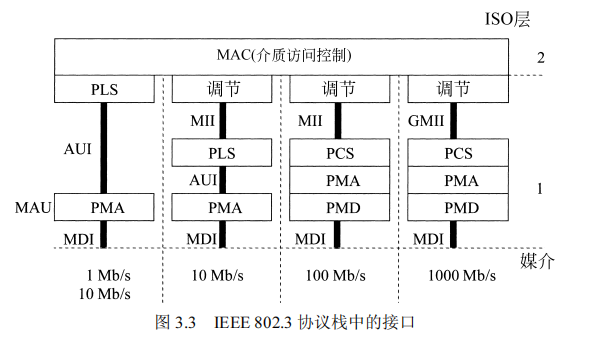 ISO层
MAC(介质访问控制)
2
PLS
调节
调节
调节
MII
MII
GMII
AUI
PLS
PCS
PCS
AUI
PMA
PMA
1
MAU
PMA
PMA
PMD
PMD
MDI
MDI
MDI
MDI
媒介
1 Mb/s
10 Mb/s
10 Mb/s
100 Mb/s
1000 Mb/s
图 3.3 IEEE 802.3 协议栈中的接口